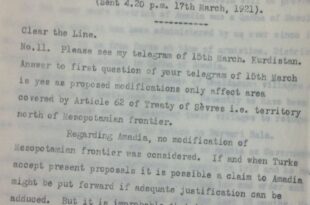 (Sent 4.20 p.m. 17th March, 1921).
Clear the Line.
No.11. Please see my telegram of 15th March. Kurdistan.
Answer to first question of your telegram of 15th March
is yes as proposed modifications only affect area
covered by Article 62 of Treaty of Sèvres i.e. territory
north of Mesopotamian frontier.
Regarding Amadia, no modification of
Mesopotamian frontier was considered. If and when Turks
accept present proposals it is possible a claim to Amadia
might be put forward if adequate justification can be
adduced. But it is